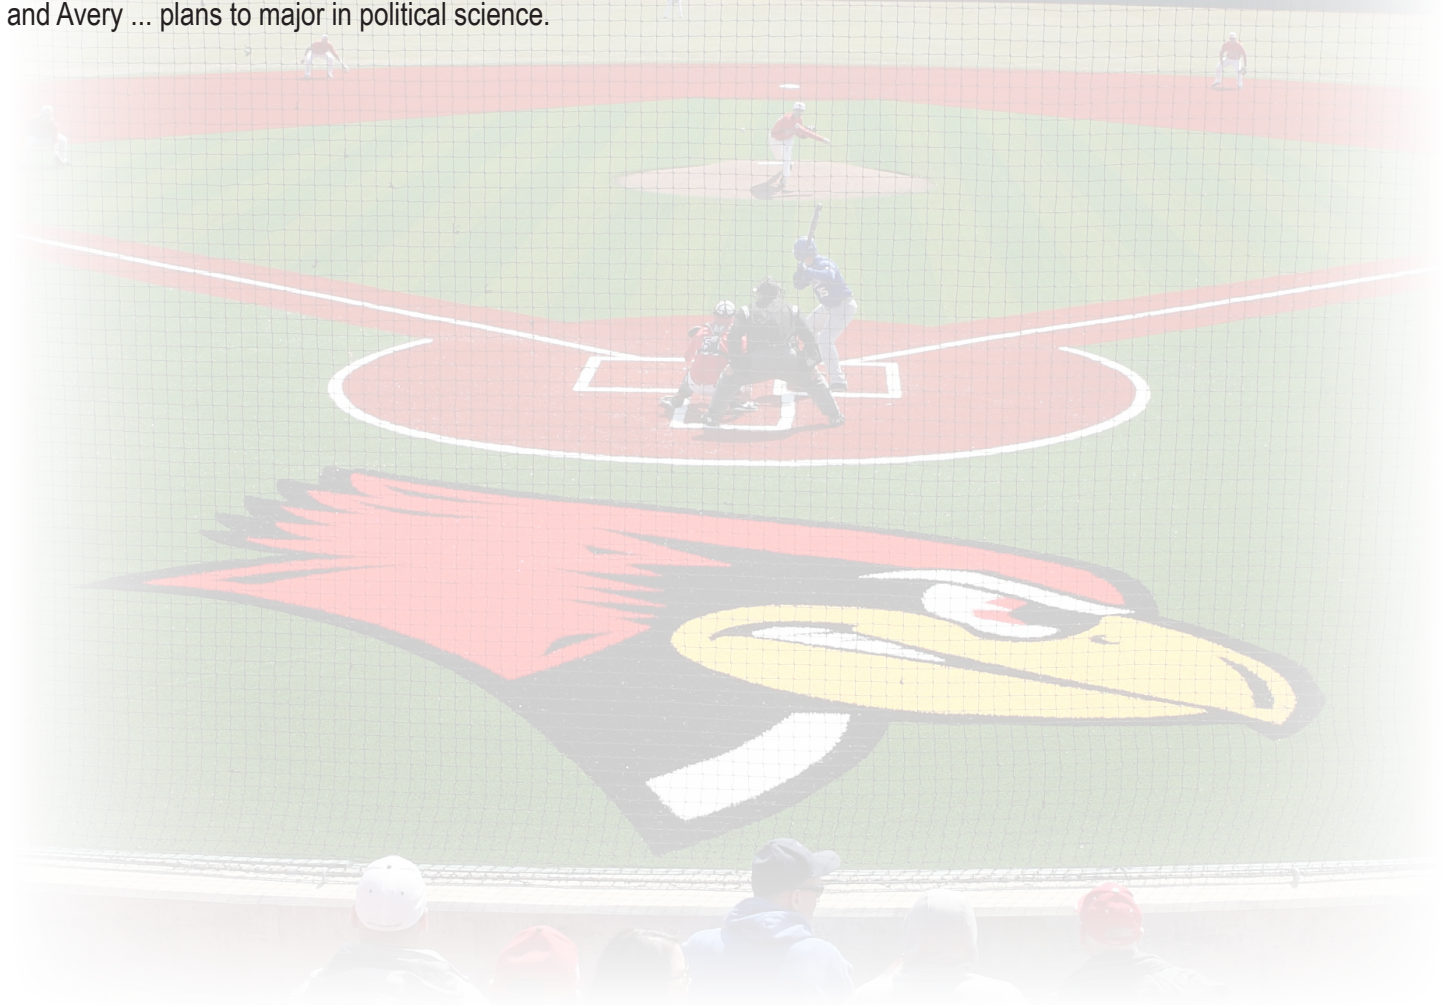 and Avery ... plans to major in political science.